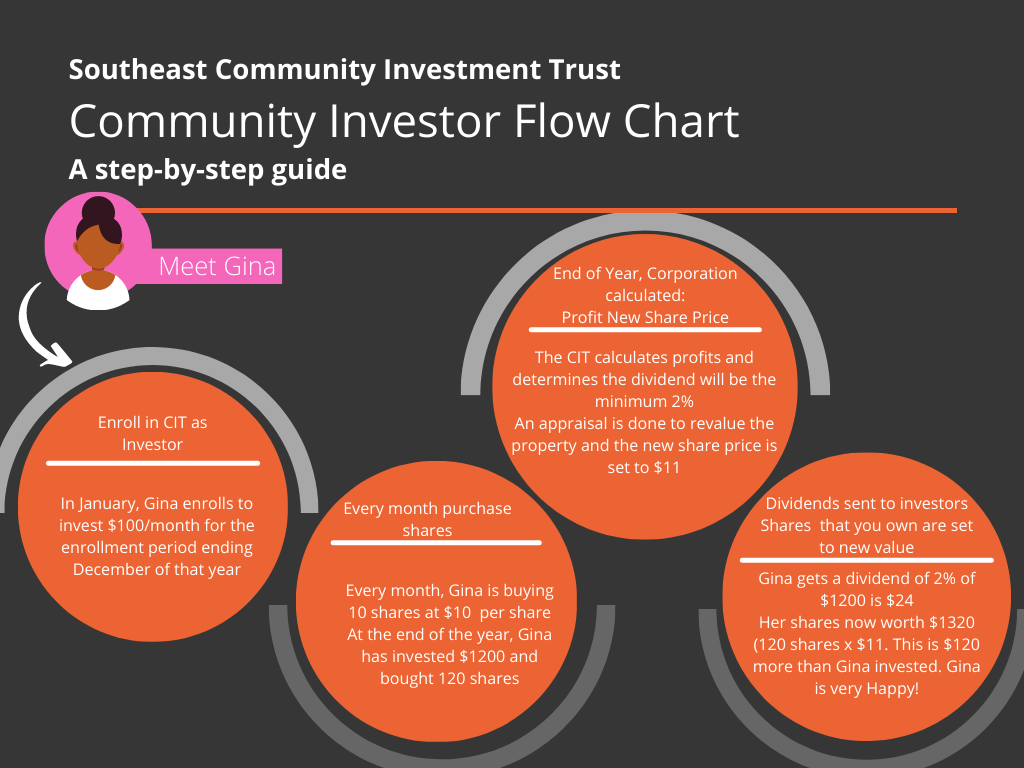 Southeast Community Investment Trust
Community Investor Flow Chart
A step-by-step guide
Meet Gina
Enroll in CIT as
Investor
In January, Gina enrolls to
invest $100/month for the
enrollment period ending
December of that year
Every month purchase
shares
Every month, Gina is buying
10 shares at $10  per share
At the end of the year, Gina
has invested $1200 and
bought 120 shares
End of Year, Corporation
calculated:
Profit New Share Price
The CIT calculates profits and
determines the dividend will be the
minimum 2%
An appraisal is done to revalue the
property and the new share price is
set to $11
Dividends sent to investors
Shares  that you own are set
to new value
Gina gets a dividend of 2% of
$1200 is $24
Her shares now worth $1320
(120 shares x $11. This is $120
more than Gina invested. Gina
is very Happy!